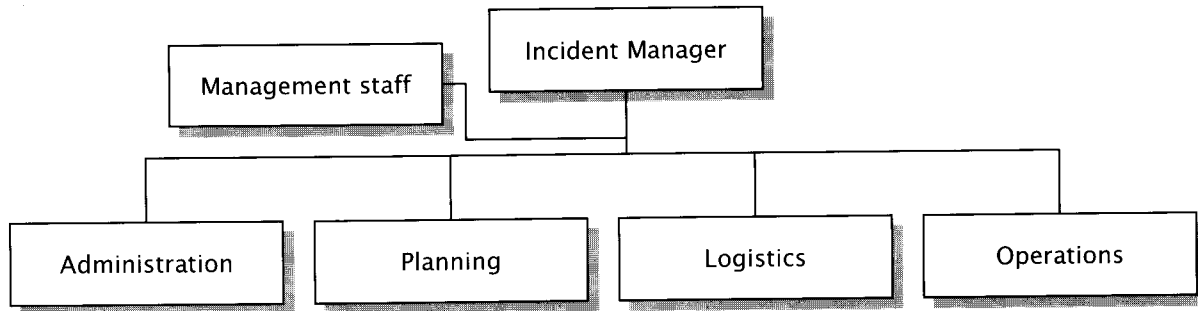 Incident Manager
Management staff
Administration
Planning
Logistics
Operations